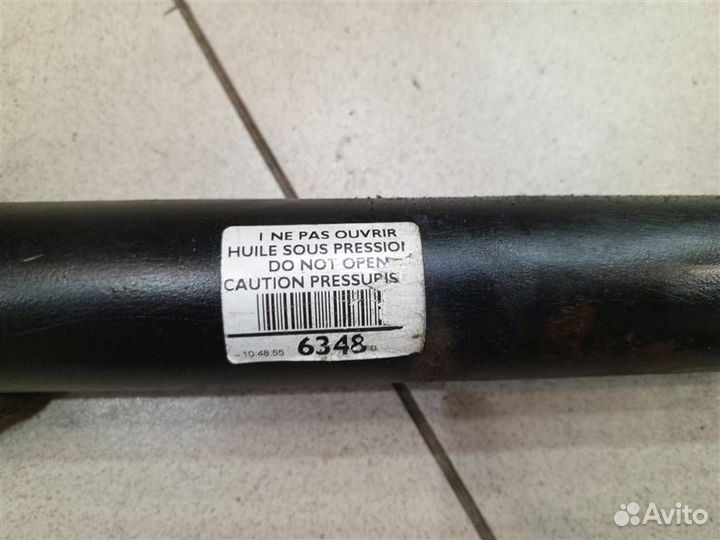 ! NE PAS OUVRIR
HUILE SOUS PRESSION
DO NOT OPEN
CAUTION PRESSURIS
10:48:55 6348
Avito